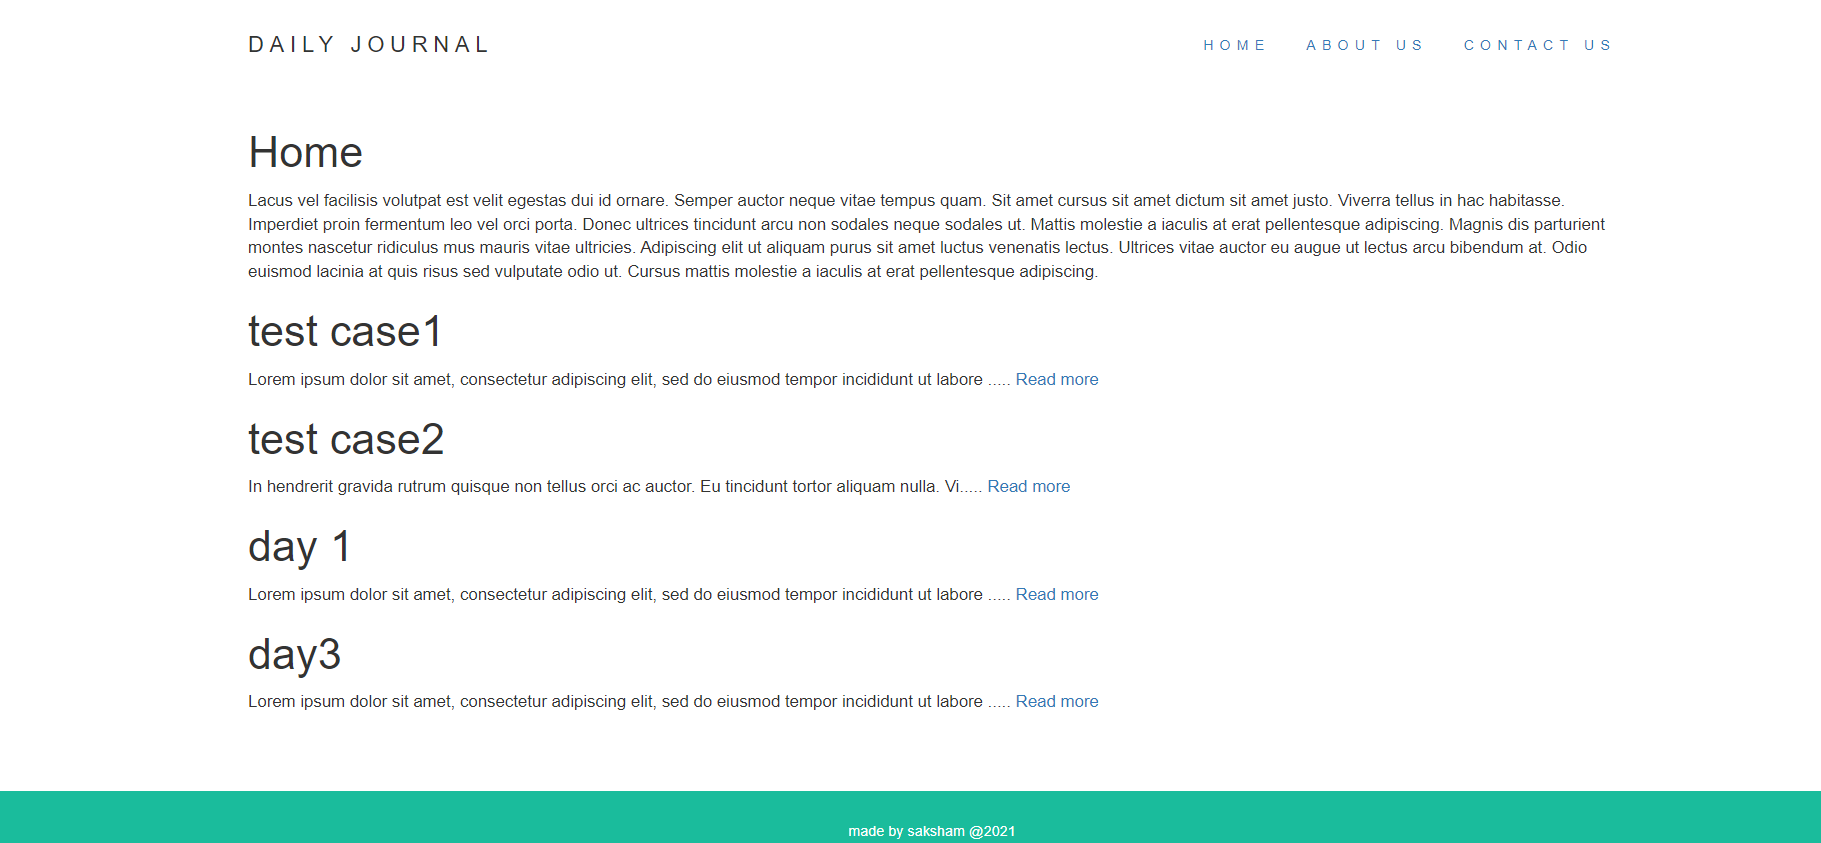 DAILY JOURNAL
HOME ABOUT US CONTACT US
Home
Lacus vel facilisis volutpat est velit egestas dui id ornare. Semper auctor neque vitae tempus quam. Sit amet cursus sit amet dictum sit amet justo. Viverra tellus in hac habitasse.
Imperdiet proin fermentum leo vel orci porta. Donec ultrices tincidunt arcu non sodales neque sodales ut. Mattis molestie a iaculis at erat pellentesque adipiscing. Magnis dis parturient
montes nascetur ridiculus mus mauris vitae ultricies. Adipiscing elit ut aliquam purus sit amet luctus venenatis lectus. Ultrices vitae auctor eu augue ut lectus arcu bibendum at. Odio
euismod lacinia at quis risus sed vulputate odio ut. Cursus mattis molestie a iaculis at erat pellentesque adipiscing.
test case1
Lorem ipsum dolor sit amet, consectetur adipiscing elit, sed do eiusmod tempor incididunt ut labore ..... Read more
test case2
In hendrerit gravida rutrum quisque non tellus orci ac auctor. Eu tincidunt tortor aliquam nulla. Vi..... Read more
day 1
Lorem ipsum dolor sit amet, consectetur adipiscing elit, sed do eiusmod tempor incididunt ut labore ..... Read more
day3
Lorem ipsum dolor sit amet, consectetur adipiscing elit, sed do eiusmod tempor incididunt ut labore ..... Read more
made by saksham @2021